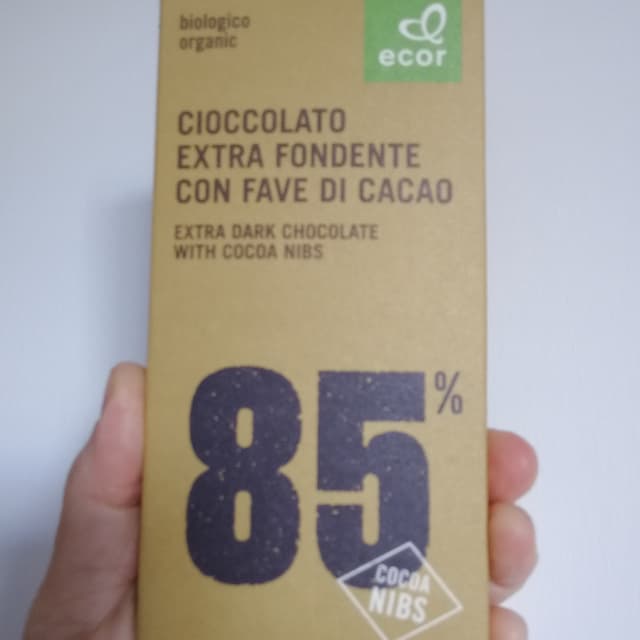 biologico
organic
ecor
CIOCCOLATO
EXTRA FONDENTE
CON FAVE DI CACAO
EXTRA DARK CHOCOLATE
WITH COCOA NIBS
85%
COCOA
NIBS